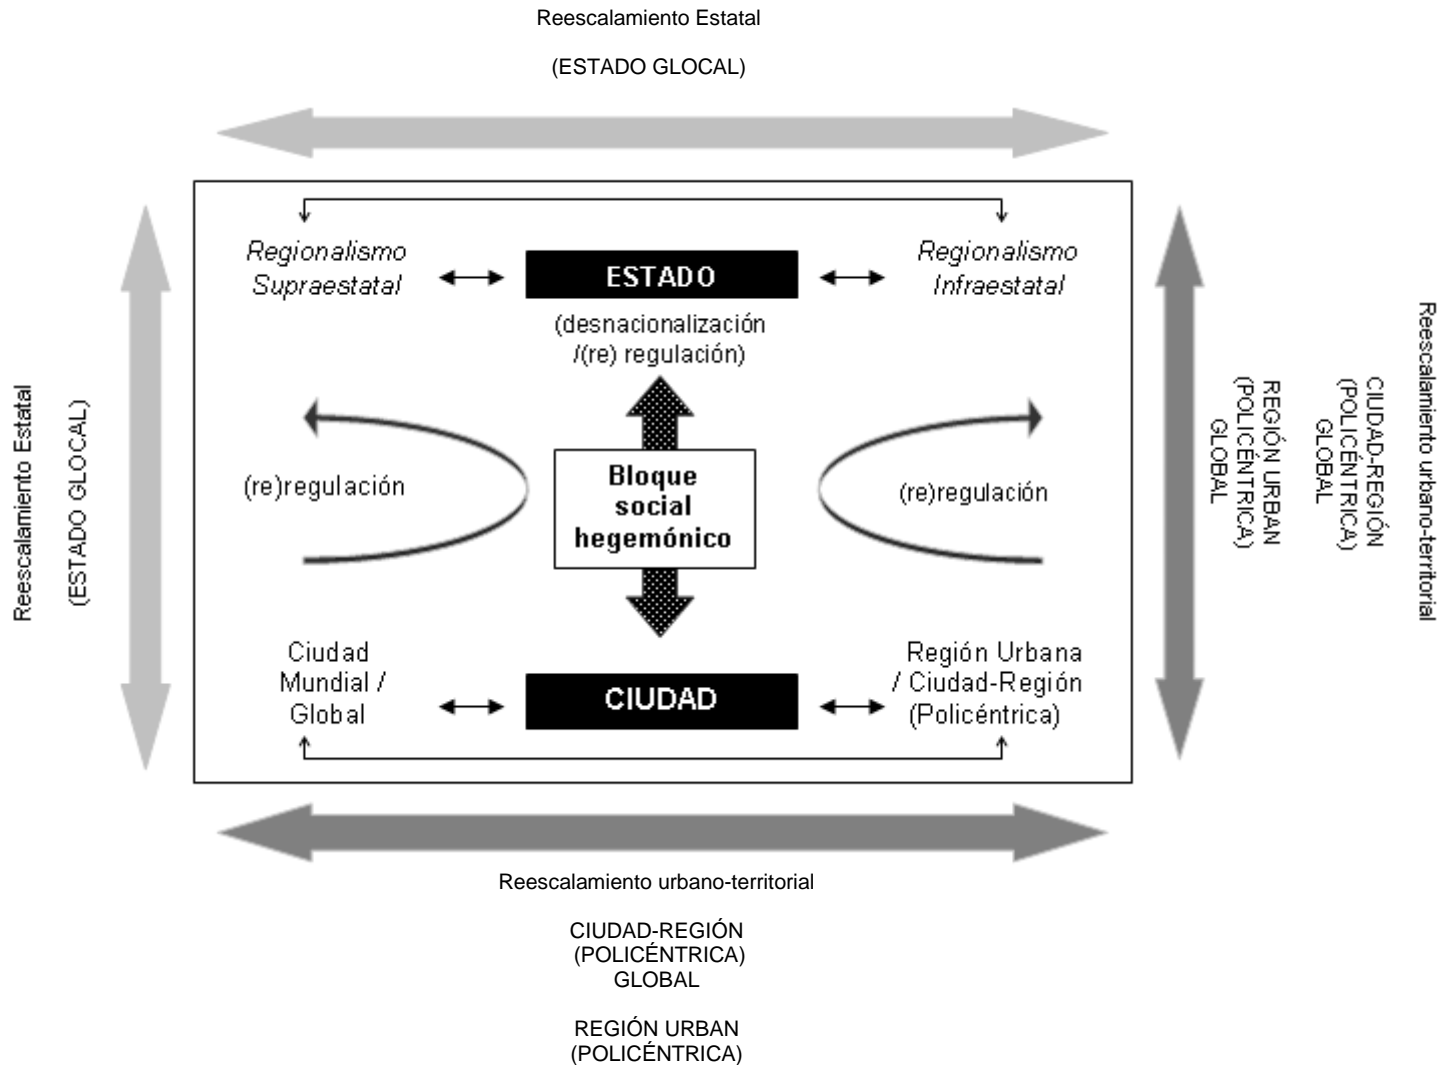 Reescalamiento Estatal
(ESTADO GLOCAL)
Regionalismo
Supraestatal
ESTADO
(desnacionalización
/(re) regulación)
Regionalismo
Infraestatal
Reescalamiento Estatal
(ESTADO GLOCAL)
(re)regulación
Bloque
social
hegemónico
(re)regulación
Ciudad
Mundial /
Global
CIUDAD
Región Urbana
/ Ciudad-Región
(Policéntrica)
Reescalamiento urbano-territorial
CIUDAD-REGIÓN
(POLICÉNTRICA)
GLOBAL
REGIÓN URBAN
(POLICÉNTRICA)
GLOBAL
Reescalamiento urbano-territorial
CIUDAD-REGIÓN
(POLICÉNTRICA)
GLOBAL
REGIÓN URBAN
(POLICÉNTRICA)